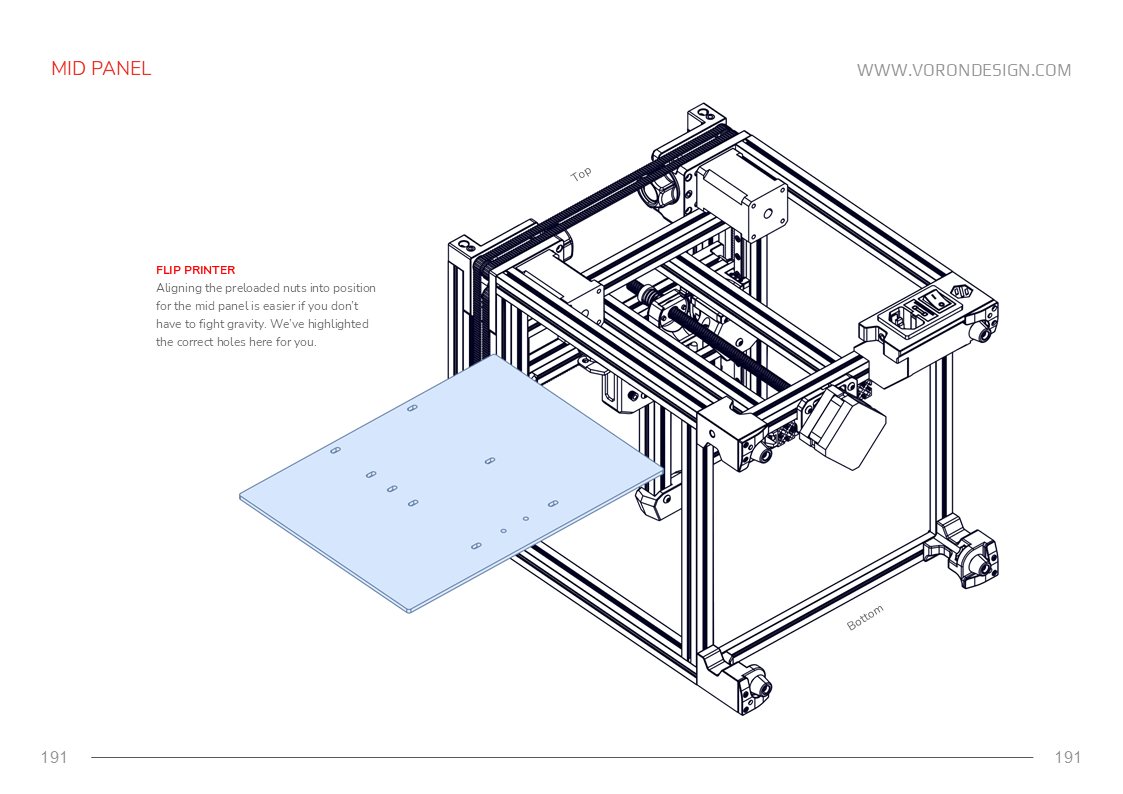 MID PANEL
WWW.VORONDESIGN.COM
Top
FLIP PRINTER
Aligning the preloaded nuts into position
for the mid panel is easier if you don't
have to fight gravity. We've highlighted
the correct holes here for you.
Bottom
191
191